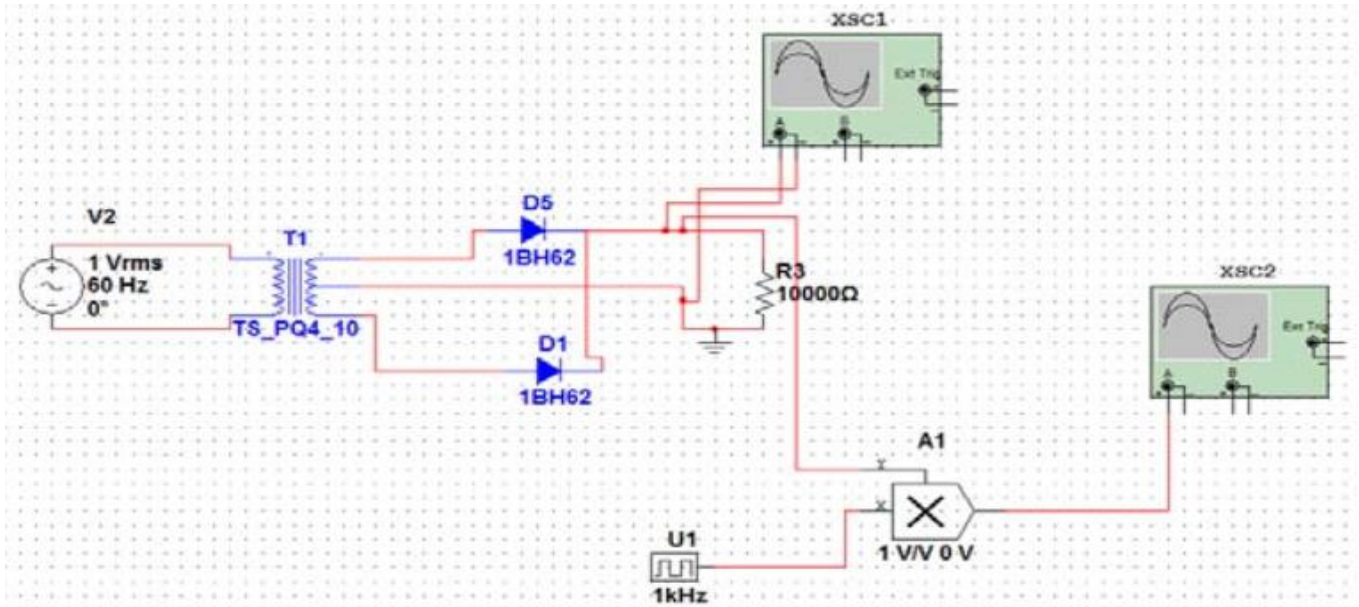 XSC1
Ext Trig
A
B
V2
1 Vrms
60 Hz
0°
T1
TS_PQ4_10
D5
1BH62
D1
1BH62
R3
10000Ω
XSC2
Ext Trig
A
B
A1
Y
X
1 V/V 0 V
U1
1kHz